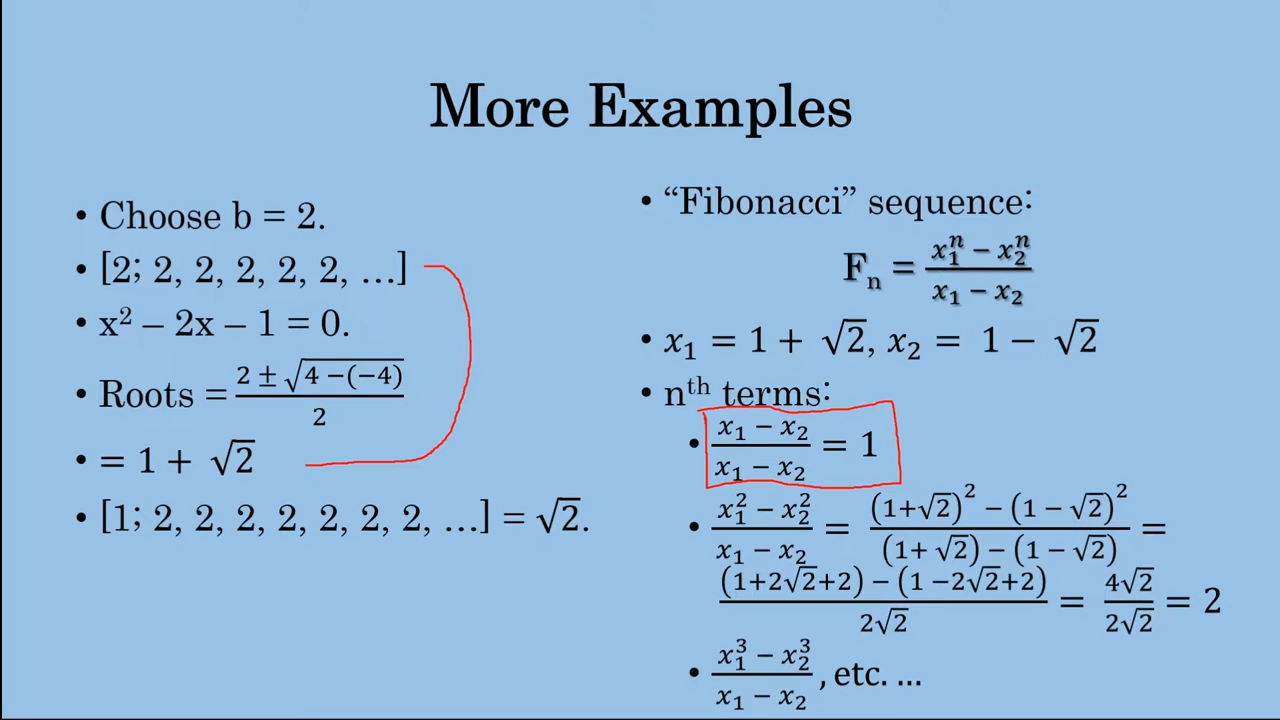 More Examples
• Choose b = 2.
• [2; 2, 2, 2, 2, 2, …]
• x² – 2x – 1 = 0.
• Roots = (2 ± √(4 −(−4)))/2
• = 1 + √2
• [1; 2, 2, 2, 2, 2, 2, 2, …] = √2.
• “Fibonacci” sequence:
Fₙ = (x₁ⁿ − x₂ⁿ)/(x₁ − x₂)
• x₁ = 1 + √2, x₂ = 1 − √2
• nᵗʰ terms:
• (x₁ − x₂)/(x₁ − x₂) = 1
• (x₁² − x₂²)/(x₁ − x₂) = ((1+√2)² − (1 − √2)²)/((1+ √2) − (1 − √2)) =
((1+2√2+2) − (1 −2√2+2))/(2√2) = 4√2/2√2 = 2
• (x₁³ − x₂³)/(x₁ − x₂) , etc. …